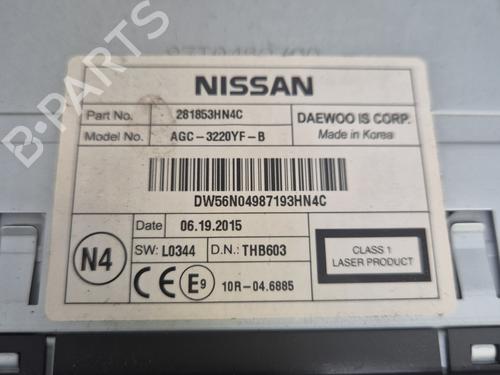 NISSAN
Part No. 281853HN4C DAEWOO IS CORP.
Model No. AGC-3220YF-B Made in Korea
DW56N04987193HN4C
Date 06.19.2015
N4 SW: L0344 D.N.: THB603 CLASS 1
LASER PRODUCT
CE E9 10R-04.6885
B-PARTS